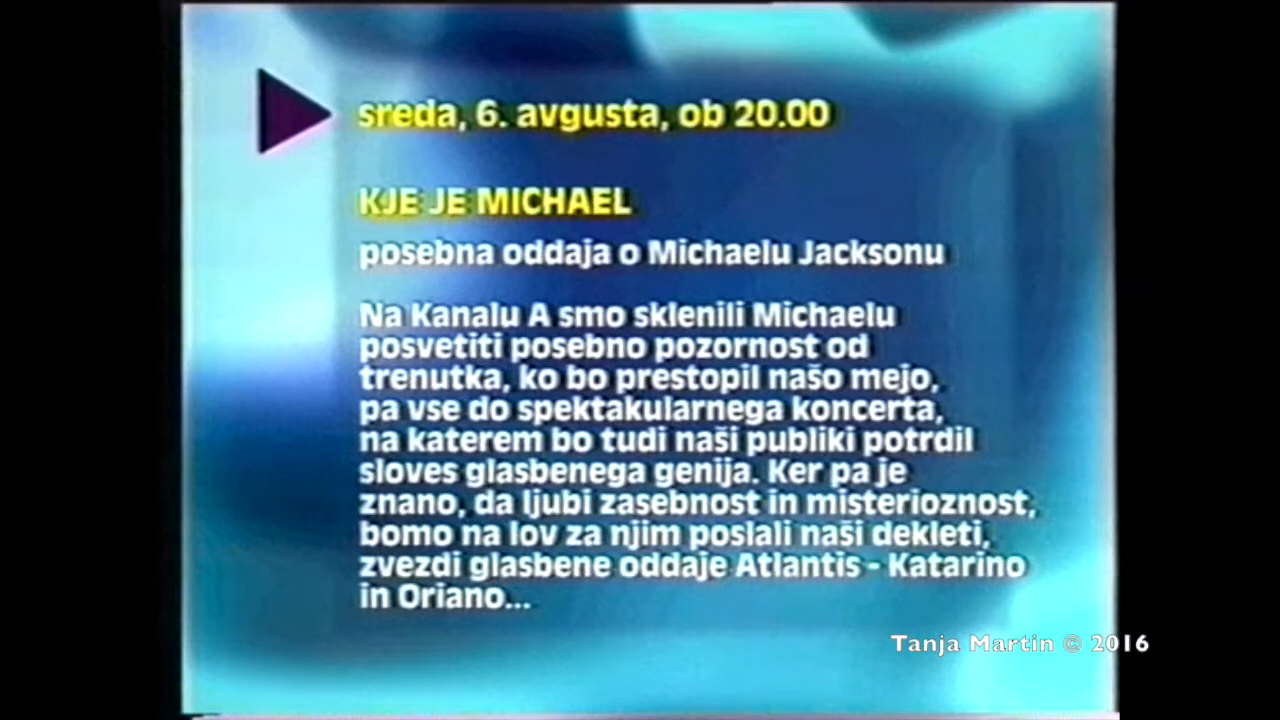 sreda, 6. avgusta, ob 20.00
KJE JE MICHAEL
posebna oddaja o Michaelu Jacksonu
Na Kanalu A smo sklenili Michaelu
posvetiti posebno pozornost od
trenutka, ko bo prestopil našo mejo,
pa vse do spektakularnega koncerta,
na katerem bo tudi naši publiki potrdil
sloves glasbenega genija. Ker pa je
znano, da ljubi zasebnost in misterioznost,
bomo na lov za njim poslali naši dekleti,
zvezdi glasbene oddaje Atlantis - Katarino
in Oriano...
Tanja Martin © 2016